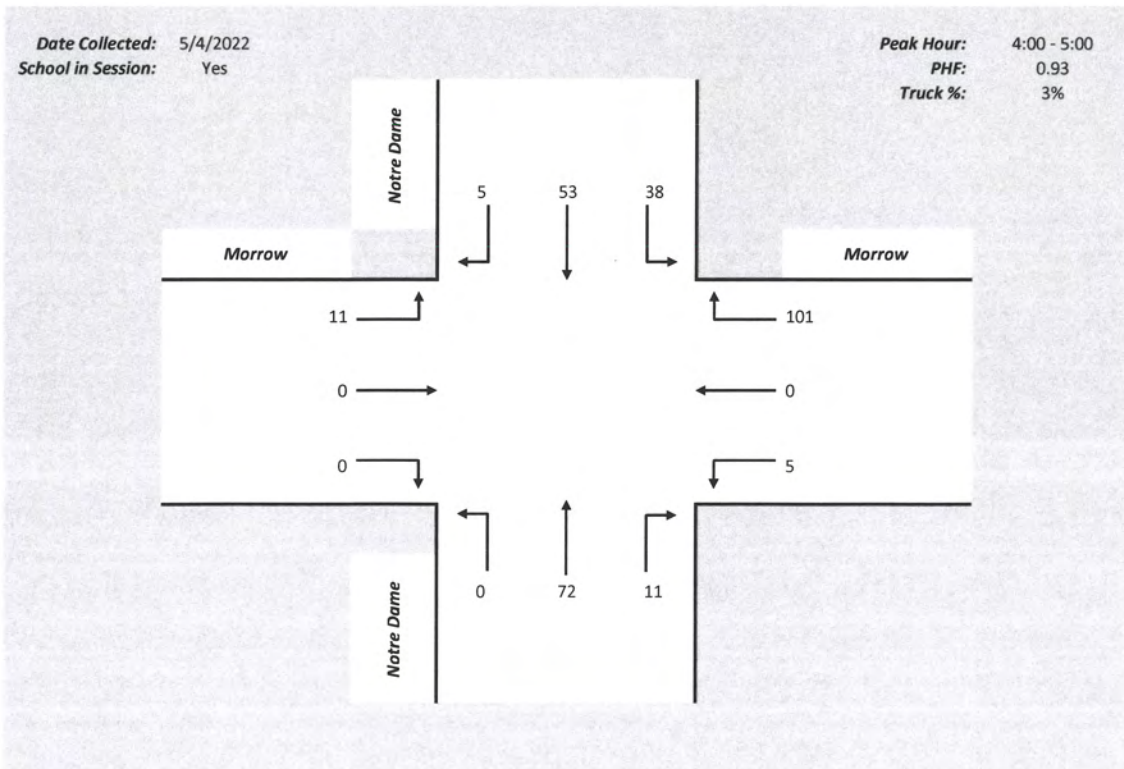 Date Collected: 5/4/2022
School in Session: Yes
Peak Hour: 4:00 - 5:00
PHF: 0.93
Truck %: 3%
Notre Dame
5 53 38
Morrow
Morrow
11
101
0
0
0
5
0 72 11
Notre Dame